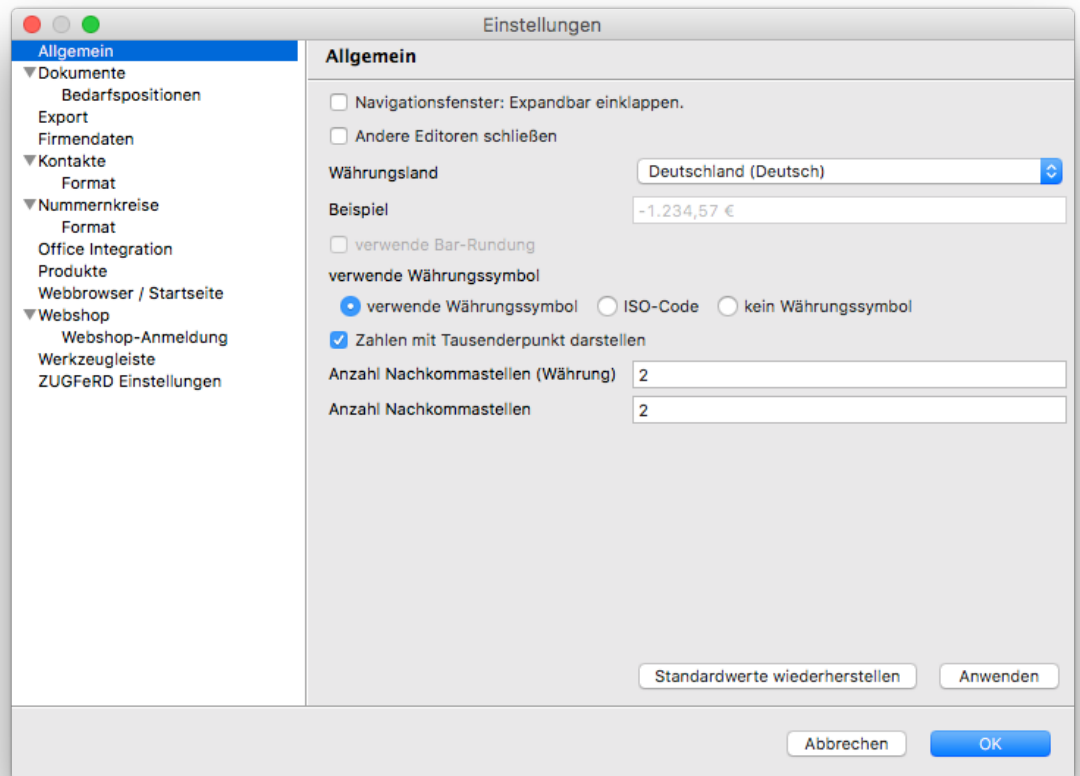 Einstellungen
Allgemein
Dokumente
Bedarfspositionen
Export
Firmendaten
Kontakte
Format
Nummernkreise
Format
Office Integration
Produkte
Webbrowser / Startseite
Webshop
Webshop-Anmeldung
Werkzeugleiste
ZUGFeRD Einstellungen
Allgemein
Navigationsfenster: Expandbar einklappen.
Andere Editoren schließen
Währungsland Deutschland (Deutsch)
Beispiel -1.234,57 €
verwende Bar-Rundung
verwende Währungssymbol
verwende Währungssymbol ISO-Code kein Währungssymbol
Zahlen mit Tausenderpunkt darstellen
Anzahl Nachkommastellen (Währung) 2
Anzahl Nachkommastellen 2
Standardwerte wiederherstellen Anwenden
Abbrechen OK